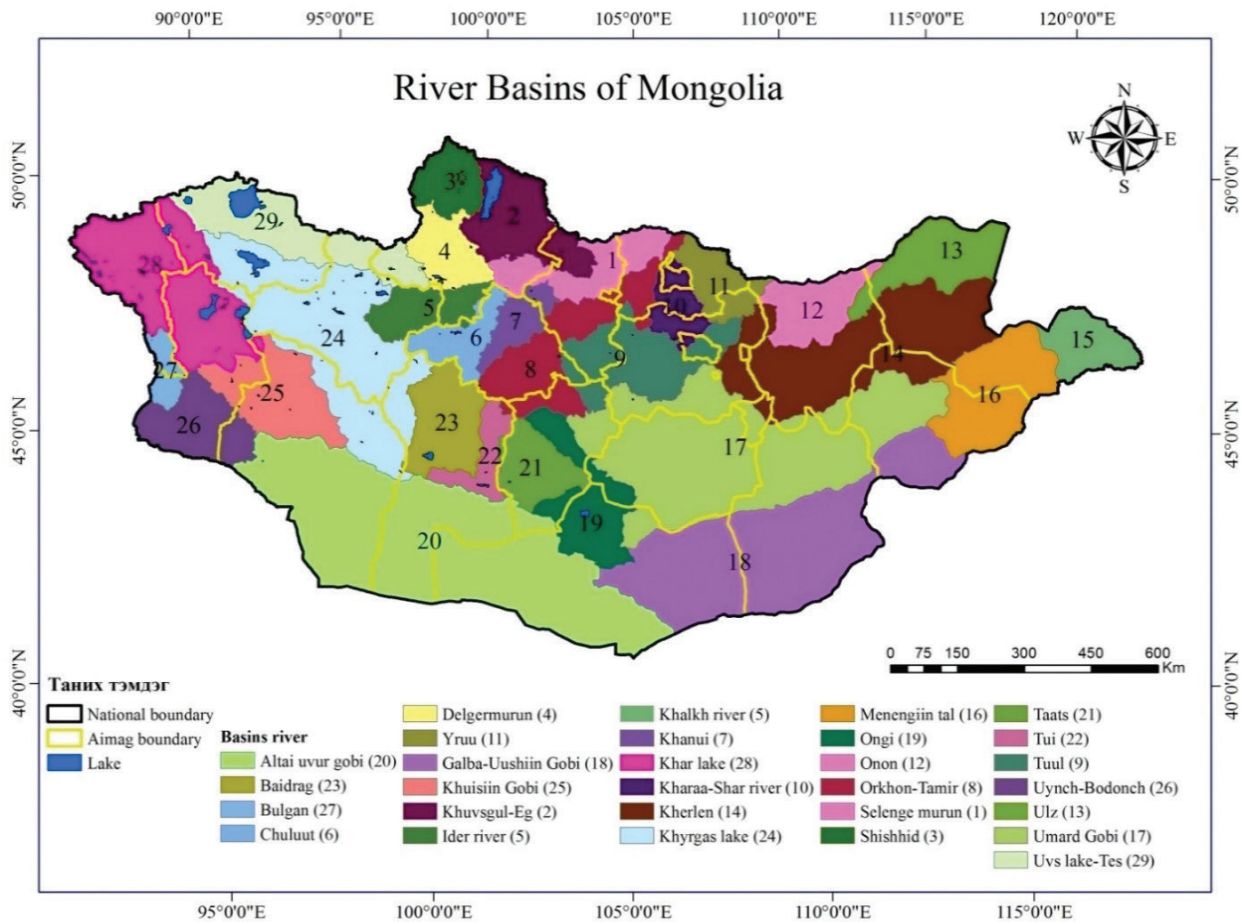 90°0'0"E 95°0'0"E 100°0'0"E 105°0'0"E 110°0'0"E 115°0'0"E 120°0'0"E
River Basins of Mongolia
N
W E
S
50°0'0"N 50°0'0"N
45°0'0"N 45°0'0"N
40°0'0"N 40°0'0"N
3
2
29
13
4
1
28
11
10
12
5
24
7
6
15
14
9
27
8
25
16
26
23
17
22
21
19
20
18
0 75 150 300 450 600
Km
Таних тэмдэг
National boundary
Aimag boundary
Lake
Basins river
Altai uvur gobi (20)
Baidrag (23)
Bulgan (27)
Chuluut (6)
Delgermurun (4)
Yruu (11)
Galba-Uushiin Gobi (18)
Khuisiin Gobi (25)
Khuvsgul-Eg (2)
Ider river (5)
Khalkh river (5)
Khanui (7)
Khar lake (28)
Kharaa-Shar river (10)
Kherlen (14)
Khyrgas lake (24)
Menengiin tal (16)
Ongi (19)
Onon (12)
Orkhon-Tamir (8)
Selenge murun (1)
Shishhid (3)
Taats (21)
Tui (22)
Tuul (9)
Uynch-Bodonch (26)
Ulz (13)
Umard Gobi (17)
Uvs lake-Tes (29)
95°0'0"E 100°0'0"E 105°0'0"E 110°0'0"E 115°0'0"E